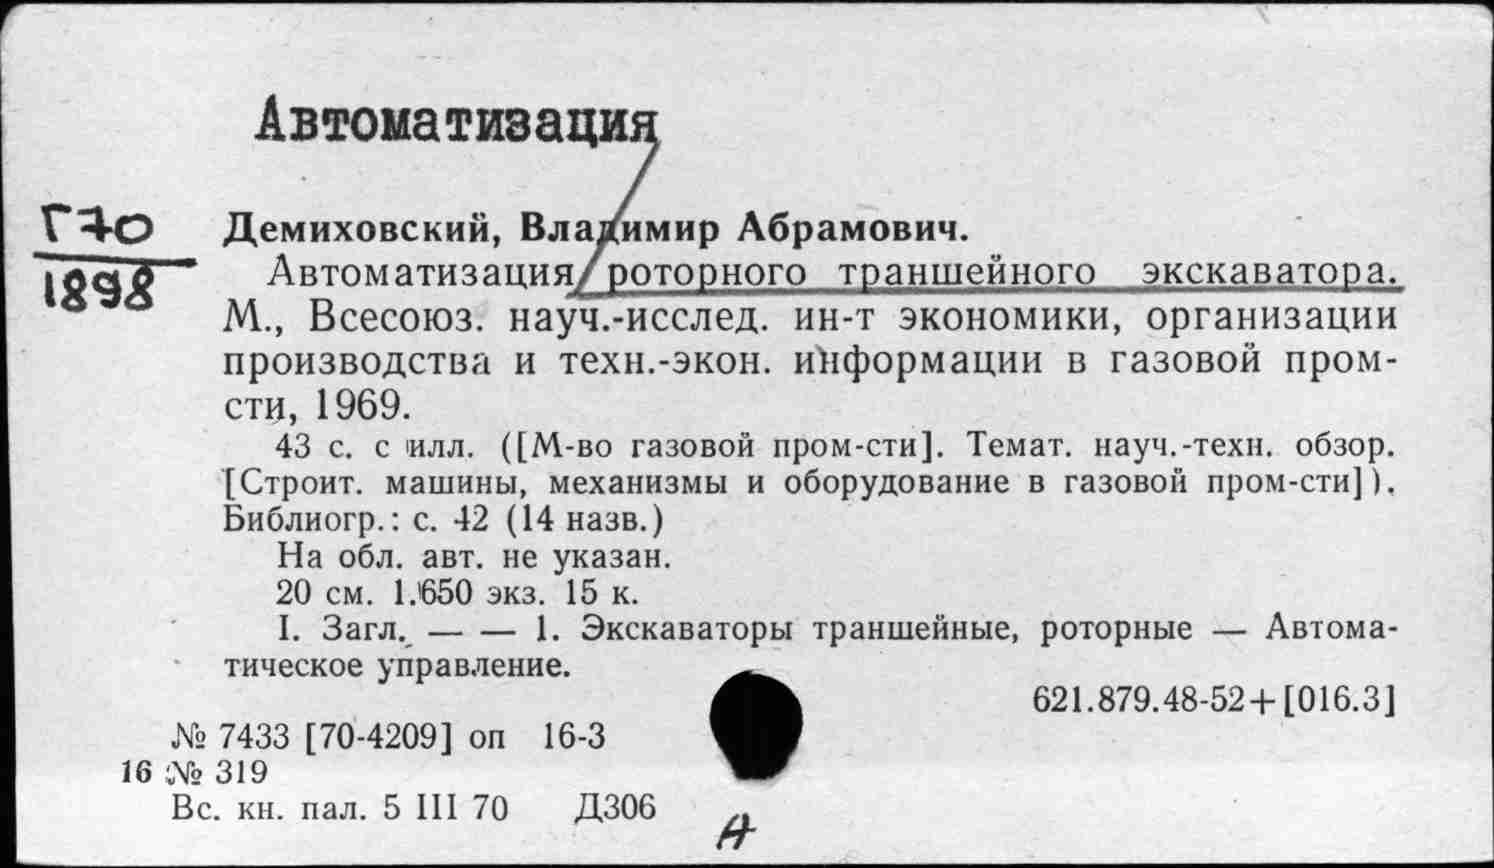 Автоматизация
Г70
1898
Демиховский, Владимир Абрамович.
Автоматизация роторного траншейного экскаватора.
М., Всесоюз. науч.-исслед. ин-т экономики, организации
производства и техн.-экон. информации в газовой пром-
сти, 1969.
43 с. с илл. ([М-во газовой пром-сти]. Темат. науч.-техн. обзор.
[Строит. машины, механизмы и оборудование в газовой пром-сти]).
Библиогр.: с. 42 (14 назв.)
На обл. авт. не указан.
20 см. 1.650 экз. 15 к.
I. Загл. — — 1. Экскаваторы траншейные, роторные — Автома-
тическое управление.
621.879.48-52+[016.3]
№ 7433 [70-4209] оп 16-3
16 № 319
Вс. кн. пал. 5 III 70 Д306
А